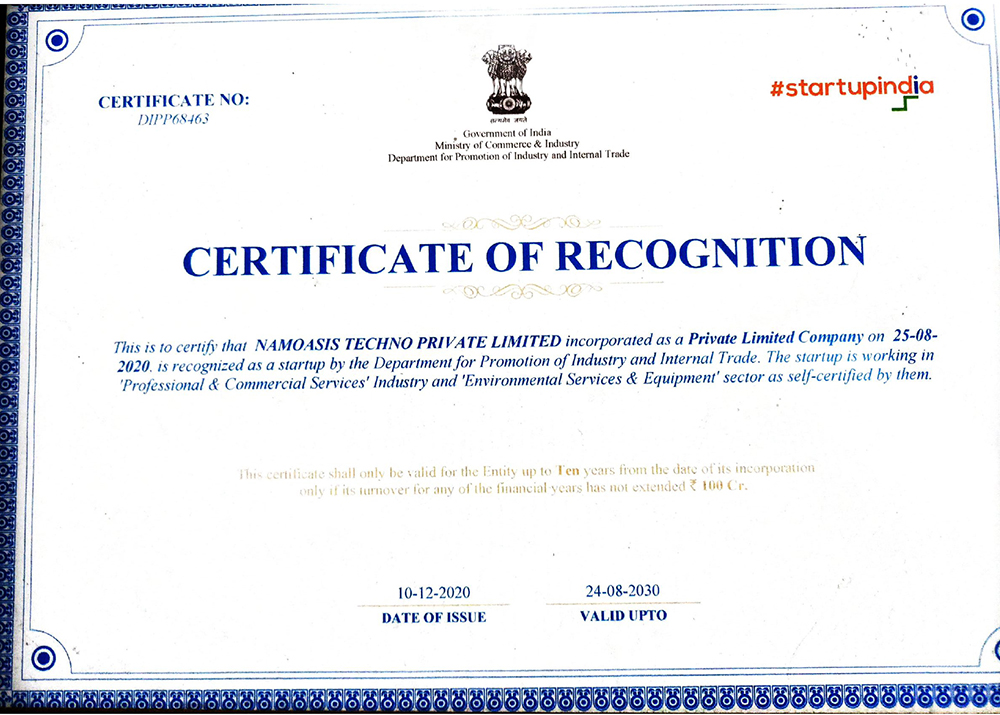 CERTIFICATE NO:
DIPP68463
सत्यमेव जयते
Government of India
Ministry of Commerce & Industry
Department for Promotion of Industry and Internal Trade
#startupindia
CERTIFICATE OF RECOGNITION
This is to certify that NAMOASIS TECHNO PRIVATE LIMITED incorporated as a Private Limited Company on 25-08-
2020, is recognized as a startup by the Department for Promotion of Industry and Internal Trade. The startup is working in
'Professional & Commercial Services' Industry and 'Environmental Services & Equipment' sector as self-certified by them.
This certificate shall only be valid for the Entity up to Ten years from the date of its incorporation
only if its turnover for any of the financial years has not extended ₹ 100 Cr.
10-12-2020
DATE OF ISSUE
24-08-2030
VALID UPTO